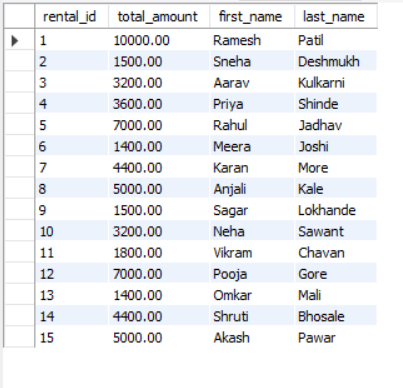 rental_id total_amount first_name last_name
1 10000.00 Ramesh Patil
2 1500.00 Sneha Deshmukh
3 3200.00 Aarav Kulkarni
4 3600.00 Priya Shinde
5 7000.00 Rahul Jadhav
6 1400.00 Meera Joshi
7 4400.00 Karan More
8 5000.00 Anjali Kale
9 1500.00 Sagar Lokhande
10 3200.00 Neha Sawant
11 1800.00 Vikram Chavan
12 7000.00 Pooja Gore
13 1400.00 Omkar Mali
14 4400.00 Shruti Bhosale
15 5000.00 Akash Pawar